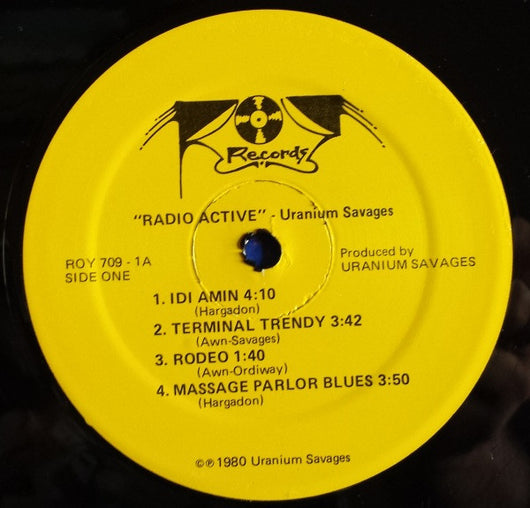 Records
"RADIO ACTIVE" - Uranium Savages
ROY 709 - 1A
SIDE ONE
Produced by
URANIUM SAVAGES
1. IDI AMIN 4:10
(Hargadon)
2. TERMINAL TRENDY 3:42
(Awn-Savages)
3. RODEO 1:40
(Awn-Ordiway)
4. MASSAGE PARLOR BLUES 3:50
(Hargadon)
©℗ 1980 Uranium Savages